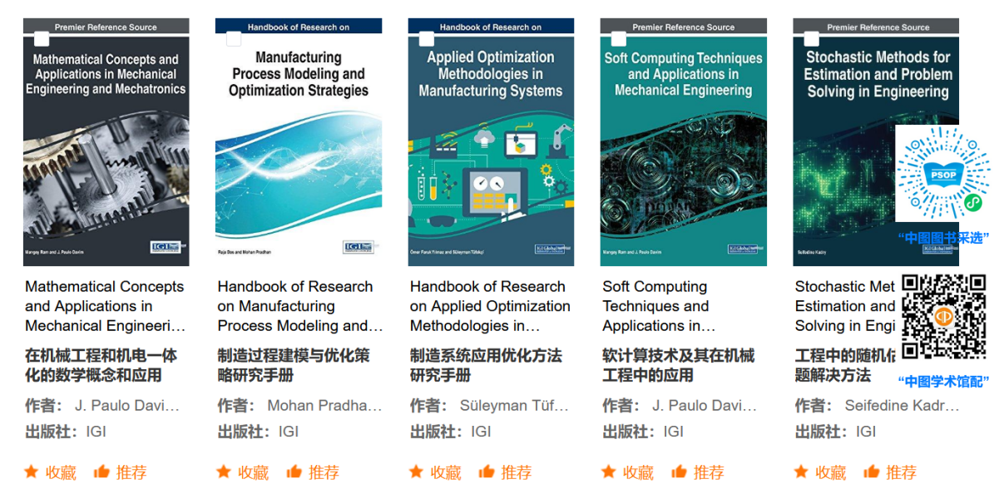 Premier Reference Source
Mathematical Concepts and
Applications in Mechanical
Engineering and Mechatronics
Mangey Ram and J. Paulo Davim
IGI
Handbook of Research on
Manufacturing
Process Modeling and
Optimization Strategies
Raja Das and Mohan Pradhan
IGI
Handbook of Research on
Applied Optimization
Methodologies in
Manufacturing Systems
Ömer Faruk Yılmaz and Süleyman Tüfekçi
IGI Global
Premier Reference Source
Soft Computing Techniques
and Applications in
Mechanical Engineering
Mangey Ram and J. Paulo Davim
IGI Global
Premier Reference Source
Stochastic Methods for
Estimation and Problem
Solving in Engineering
Seifedine Kadry
IGI Global
PSOP
“中图图书采选”
“中图学术馆配”
Mathematical Concepts
and Applications in
Mechanical Engineeri…
在机械工程和机电一体
化的数学概念和应用
作者： J. Paulo Davi…
出版社：IGI
收藏 推荐
Handbook of Research
on Manufacturing
Process Modeling and…
制造过程建模与优化策
略研究手册
作者： Mohan Pradha…
出版社：IGI
收藏 推荐
Handbook of Research
on Applied Optimization
Methodologies in…
制造系统应用优化方法
研究手册
作者： Süleyman Tüf…
出版社：IGI
收藏 推荐
Soft Computing
Techniques and
Applications in…
软计算技术及其在机械
工程中的应用
作者： J. Paulo Davi…
出版社：IGI
收藏 推荐
Stochastic Met
Estimation and
Solving in Engi
工程中的随机估
题解决方法
作者： Seifedine Kadr…
出版社：IGI
收藏 推荐